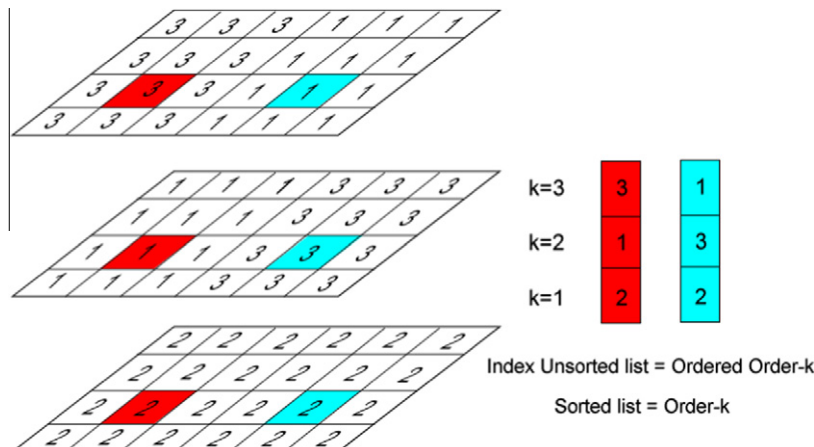 3 3 3 1 1 1
3 3 3 1 1 1
3 3 3 1 1 1
3 3 3 1 1 1
1 1 1 3 3 3
1 1 1 3 3 3
1 1 1 3 3 3
1 1 1 3 3 3
2 2 2 2 2 2
2 2 2 2 2 2
2 2 2 2 2 2
2 2 2 2 2 2
k=3 3 1
k=2 1 3
k=1 2 2
Index Unsorted list = Ordered Order-k
Sorted list = Order-k